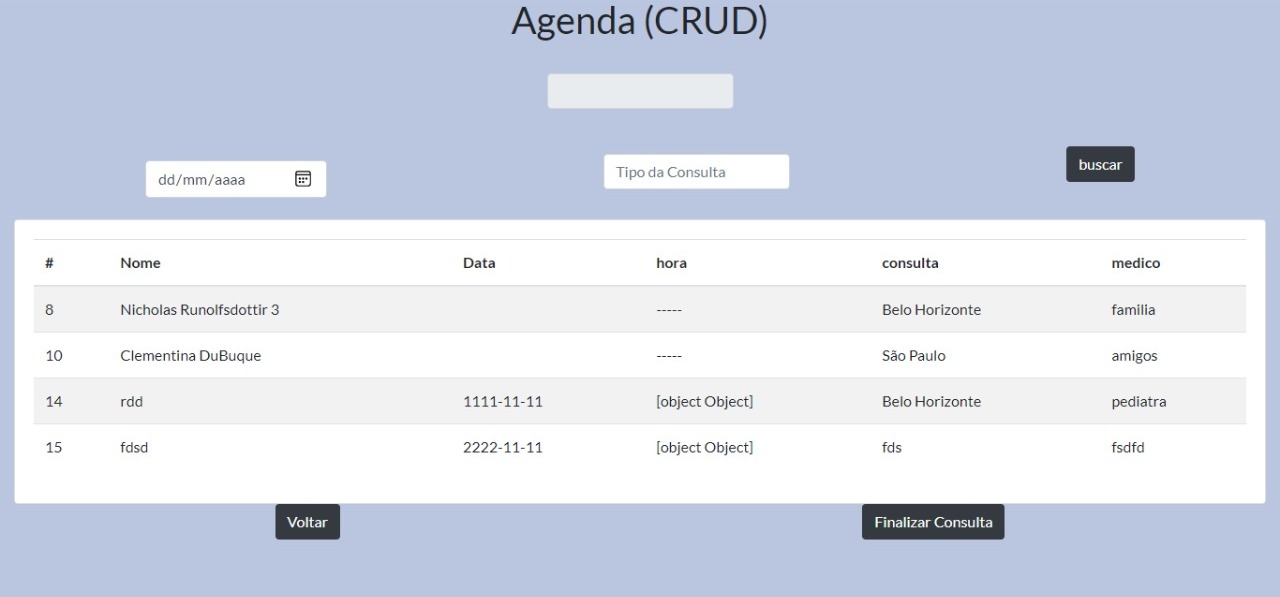 Agenda (CRUD)
dd/mm/aaaa
Tipo da Consulta
buscar
# Nome Data hora consulta medico
8 Nicholas Runolfsdottir 3 ----- Belo Horizonte familia
10 Clementina DuBuque ----- São Paulo amigos
14 rdd 1111-11-11 [object Object] Belo Horizonte pediatra
15 fdsd 2222-11-11 [object Object] fds fsdfd
Voltar Finalizar Consulta